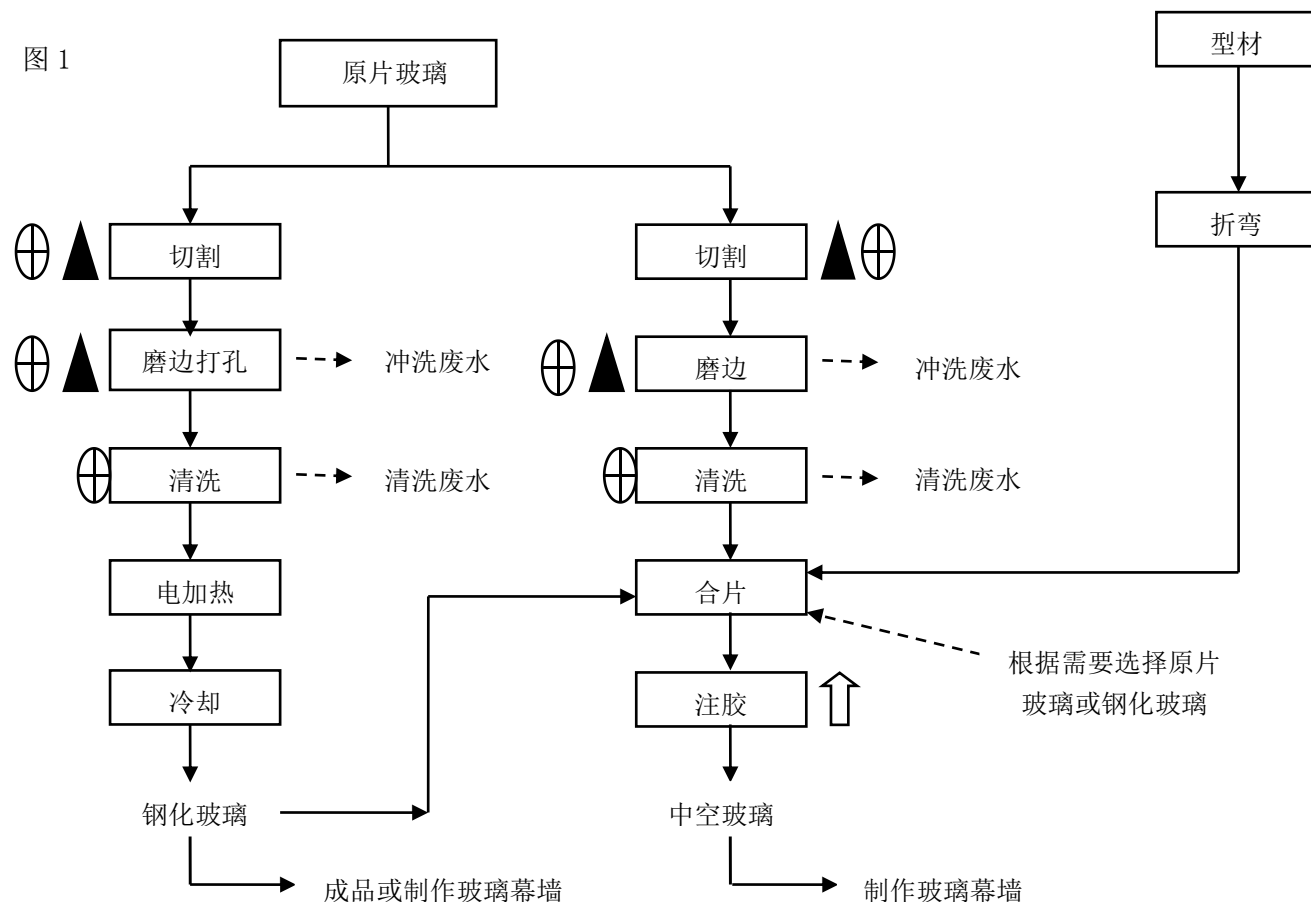 图 1
原片玻璃
型材
折弯
切割
切割
磨边打孔
冲洗废水
磨边
冲洗废水
清洗
清洗废水
清洗
清洗废水
电加热
合片
根据需要选择原片
玻璃或钢化玻璃
冷却
注胶
钢化玻璃
中空玻璃
成品或制作玻璃幕墙
制作玻璃幕墙